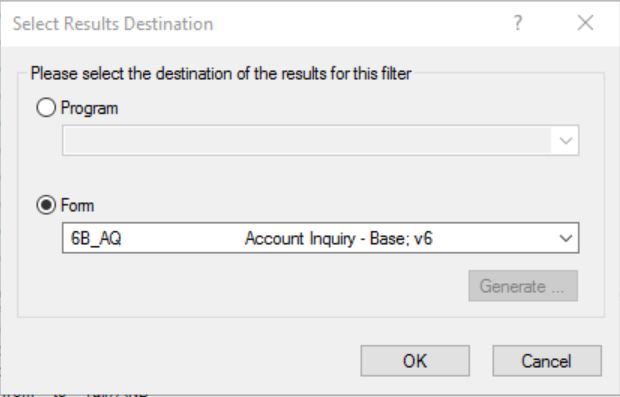 Select Results Destination ?
Please select the destination of the results for this filter
Program
Form
6B_AQ Account Inquiry - Base; v6
Generate ...
OK Cancel